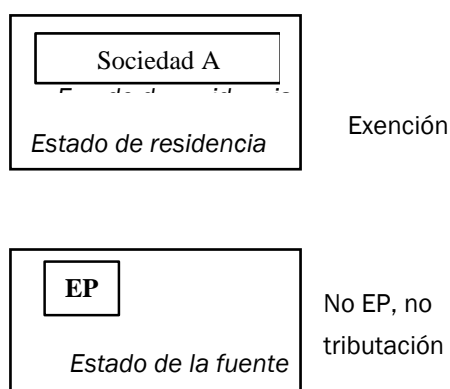 Sociedad A
Estado de residencia
Exención
EP
No EP, no
tributación
Estado de la fuente